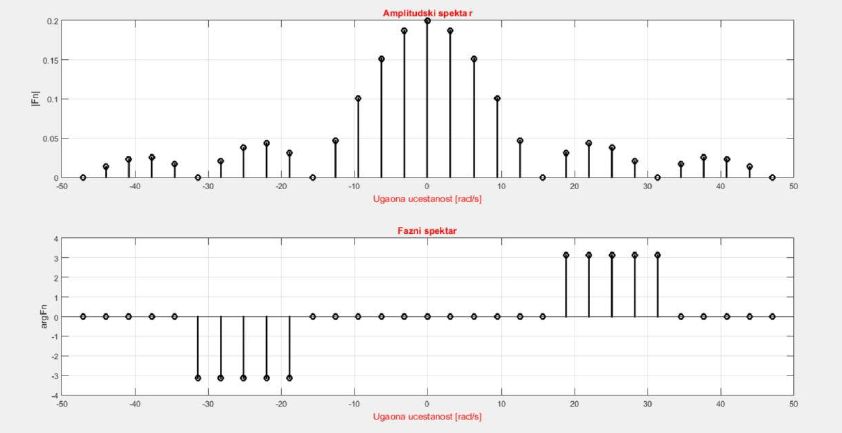 Amplitudski spektar
|Fn|
0.2
0.15
0.1
0.05
0
-50 -40 -30 -20 -10 0 10 20 30 40 50
Ugaona ucestanost [rad/s]
Fazni spektar
argFn
4
3
2
1
0
-1
-2
-3
-4
-50 -40 -30 -20 -10 0 10 20 30 40 50
Ugaona ucestanost [rad/s]